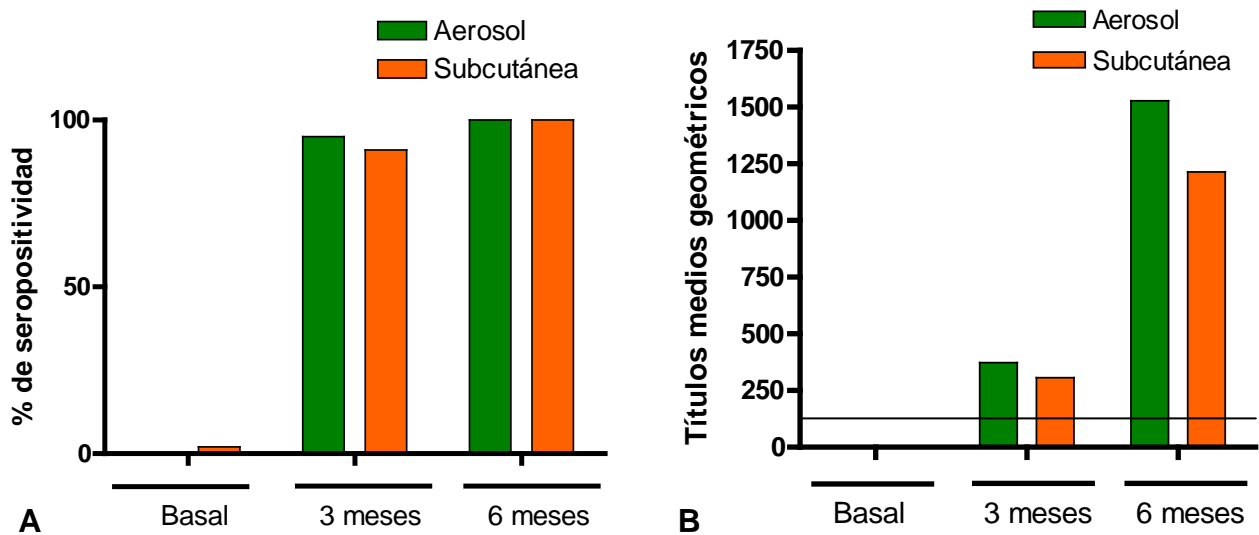 Aerosol
Subcutánea
% de seropositividad
100
50
0
Basal
3 meses
6 meses
A
Aerosol
Subcutánea
Títulos medios geométricos
1750
1500
1250
1000
750
500
250
0
Basal
3 meses
6 meses
B